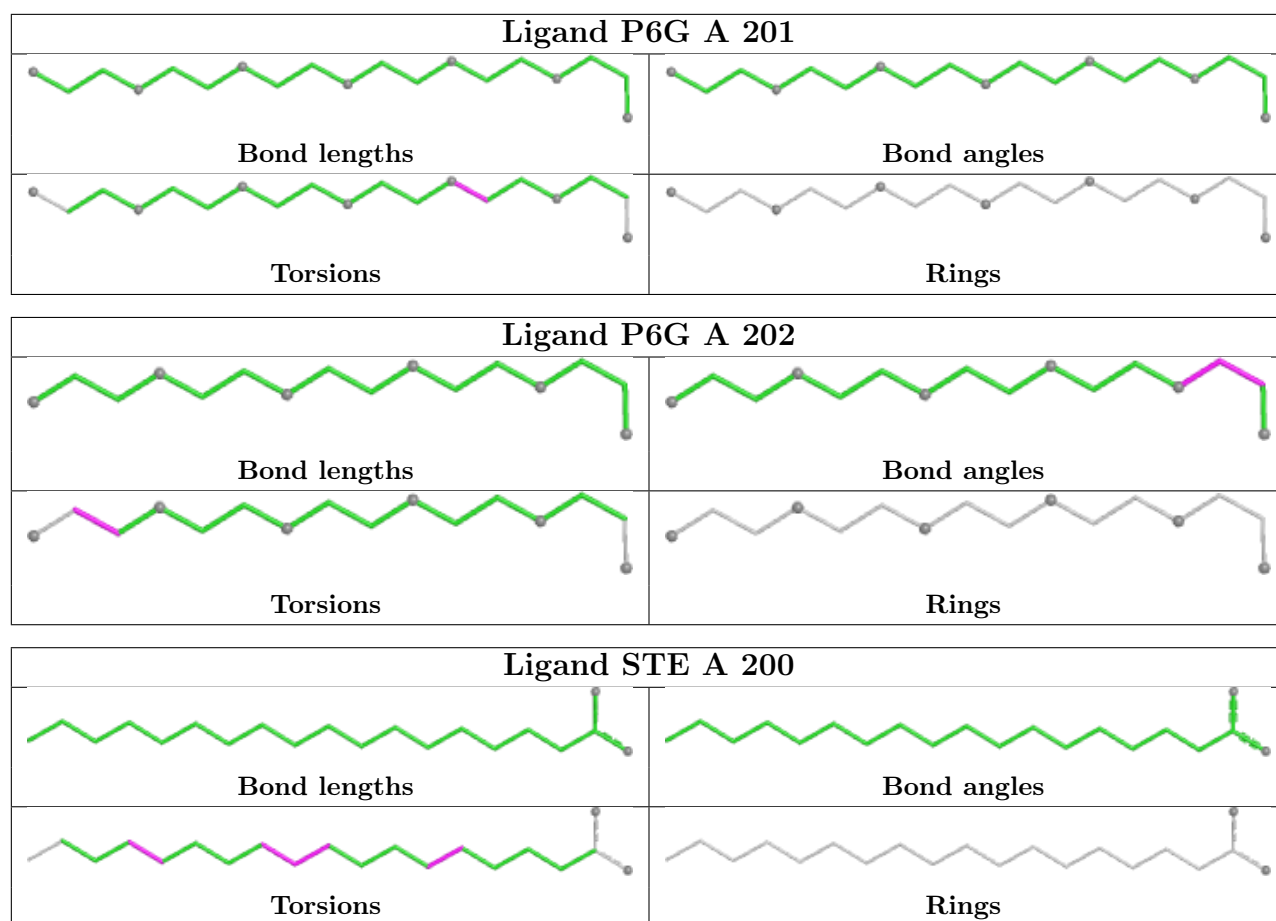 Ligand P6G A 201
Bond lengths
Bond angles
Torsions
Rings
Ligand P6G A 202
Bond lengths
Bond angles
Torsions
Rings
Ligand STE A 200
Bond lengths
Bond angles
Torsions
Rings